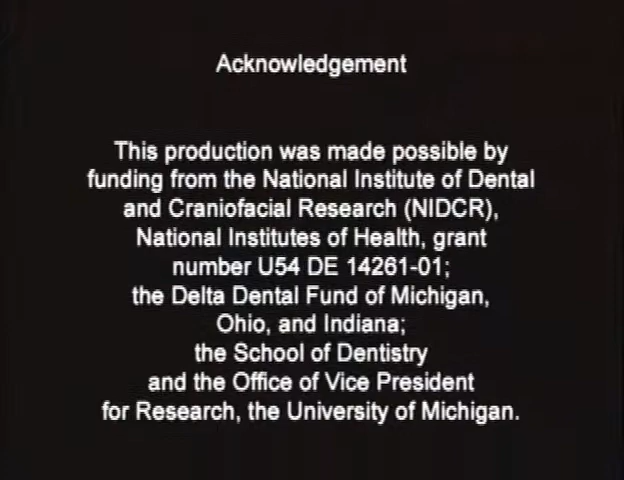 Acknowledgement
This production was made possible by
funding from the National Institute of Dental
and Craniofacial Research (NIDCR),
National Institutes of Health, grant
number U54 DE 14261-01;
the Delta Dental Fund of Michigan,
Ohio, and Indiana;
the School of Dentistry
and the Office of Vice President
for Research, the University of Michigan.